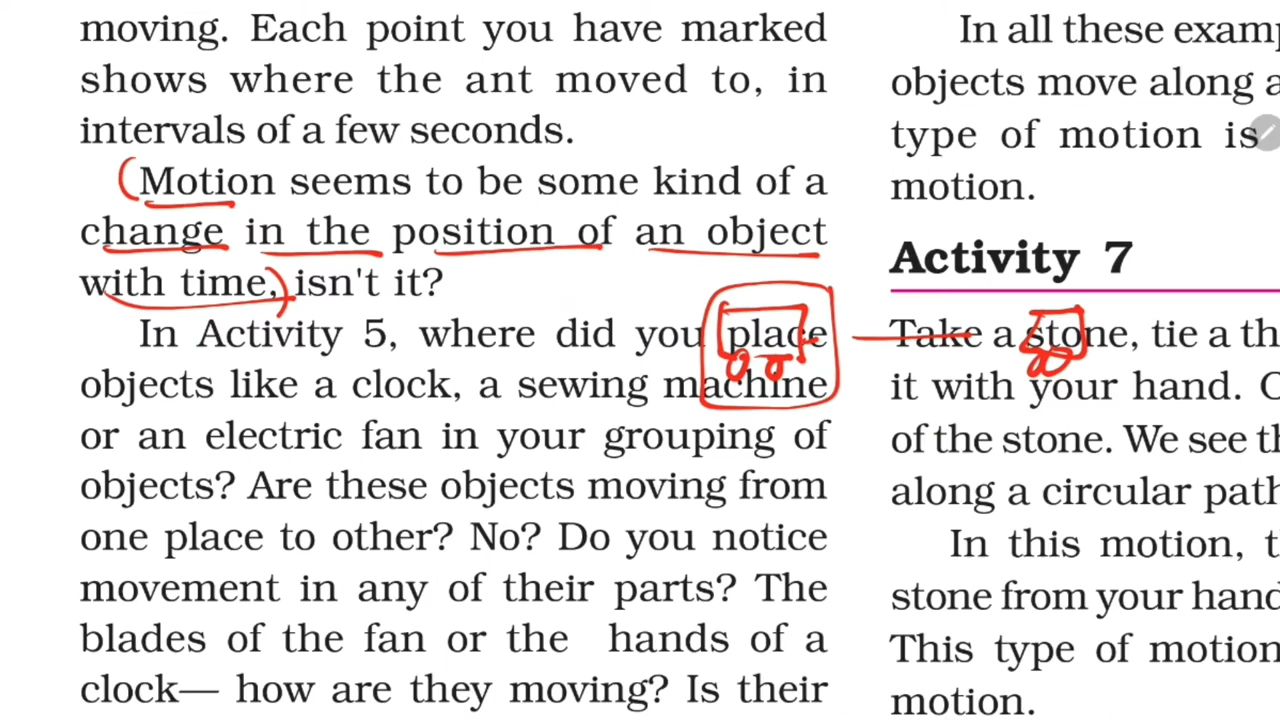 moving. Each point you have marked
shows where the ant moved to, in
intervals of a few seconds.
Motion seems to be some kind of a
change in the position of an object
with time, isn't it?
In Activity 5, where did you place
objects like a clock, a sewing machine
or an electric fan in your grouping of
objects? Are these objects moving from
one place to other? No? Do you notice
movement in any of their parts? The
blades of the fan or the hands of a
clock— how are they moving? Is their
In all these examp
objects move along a
type of motion is
motion.
Activity 7
Take a stone, tie a th
it with your hand.
of the stone. We see th
along a circular path
In this motion, t
stone from your hand
This type of motion
motion.